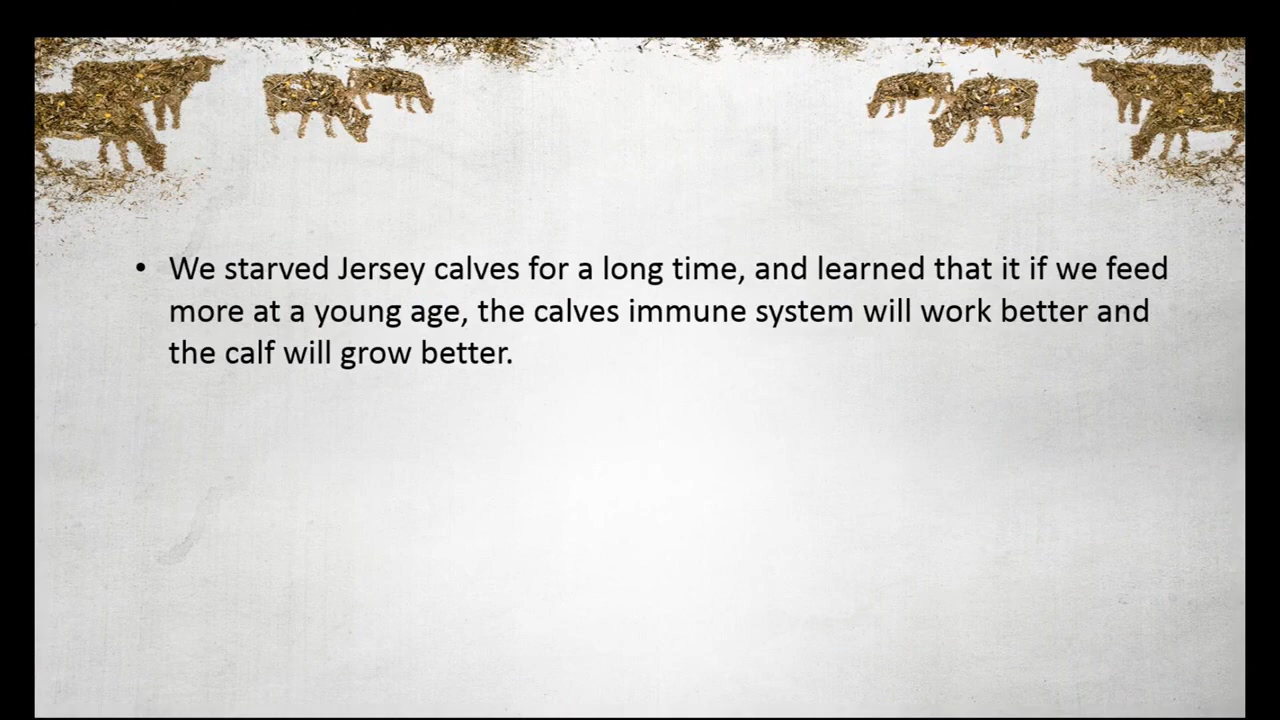 • We starved Jersey calves for a long time, and learned that it if we feed
more at a young age, the calves immune system will work better and
the calf will grow better.